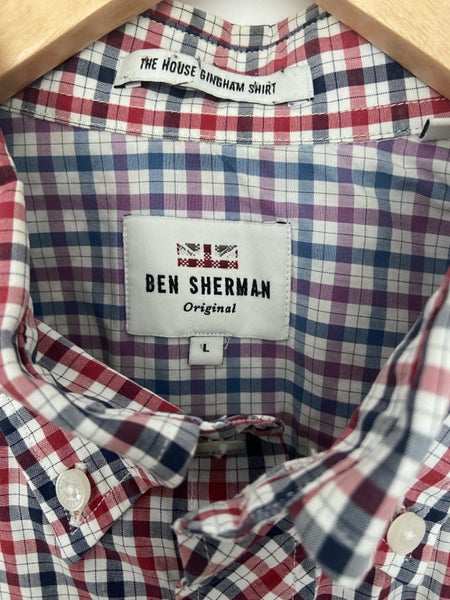 THE HOUSE GINGHAM SHIRT
BEN SHERMAN
Original
L